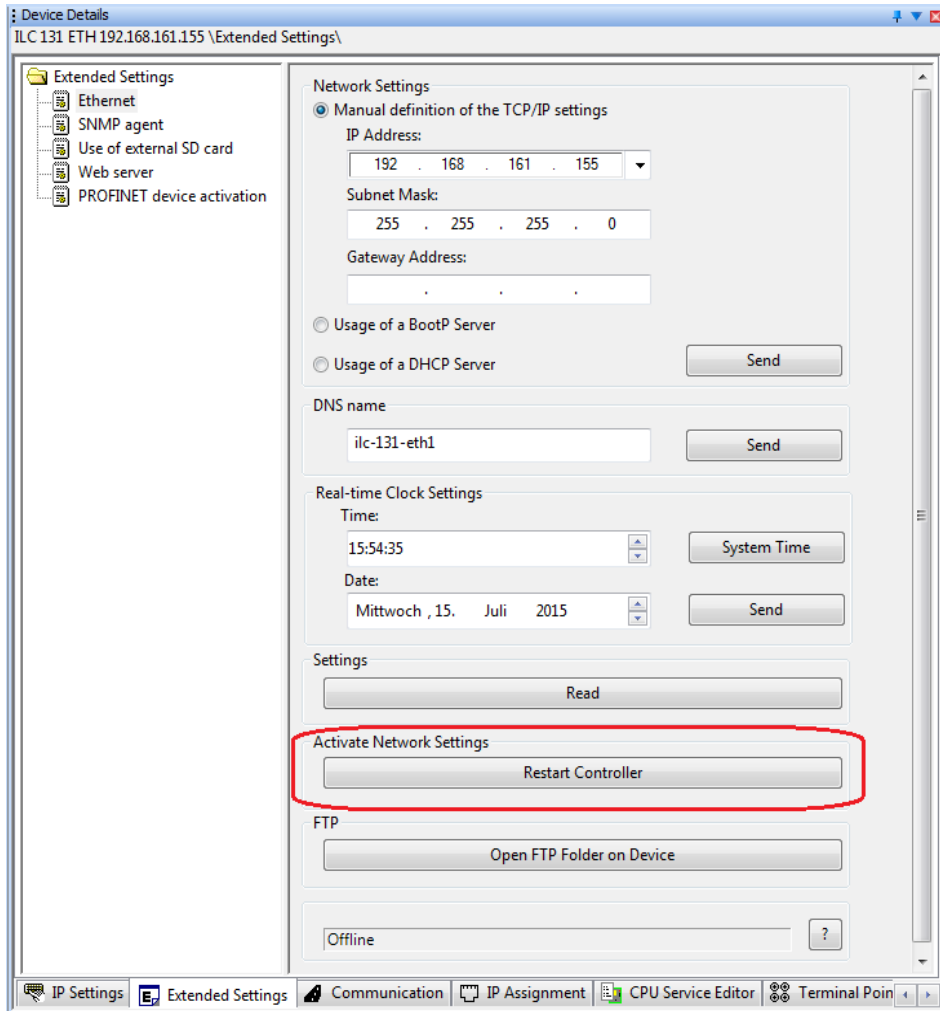 Device Details
ILC 131 ETH 192.168.161.155 \Extended Settings\
Extended Settings
Ethernet
SNMP agent
Use of external SD card
Web server
PROFINET device activation
Network Settings
Manual definition of the TCP/IP settings
IP Address:
192 . 168 . 161 . 155
Subnet Mask:
255 . 255 . 255 . 0
Gateway Address:
. . .
Usage of a BootP Server
Usage of a DHCP Server
Send
DNS name
ilc-131-eth1
Send
Real-time Clock Settings
Time:
15:54:35
System Time
Date:
Mittwoch , 15. Juli 2015
Send
Settings
Read
Activate Network Settings
Restart Controller
FTP
Open FTP Folder on Device
Offline
?
IP Settings
Extended Settings
Communication
IP Assignment
CPU Service Editor
Terminal Poin